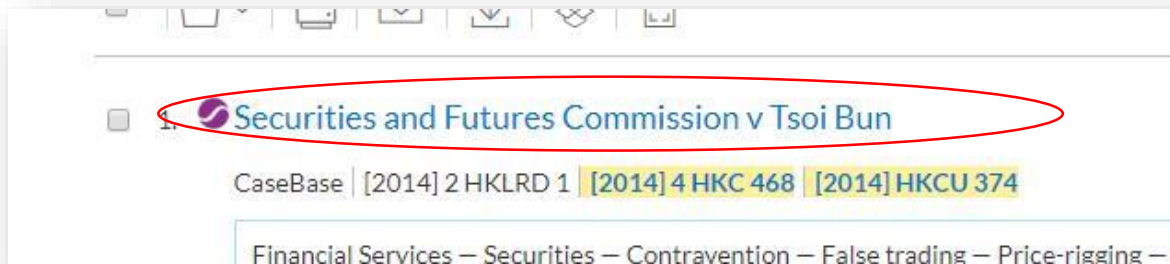 1. Securities and Futures Commission v Tsoi Bun
CaseBase | [2014] 2 HKLRD 1 | [2014] 4 HKC 468 | [2014] HKCU 374
Financial Services — Securities — Contravention — False trading — Price-rigging —